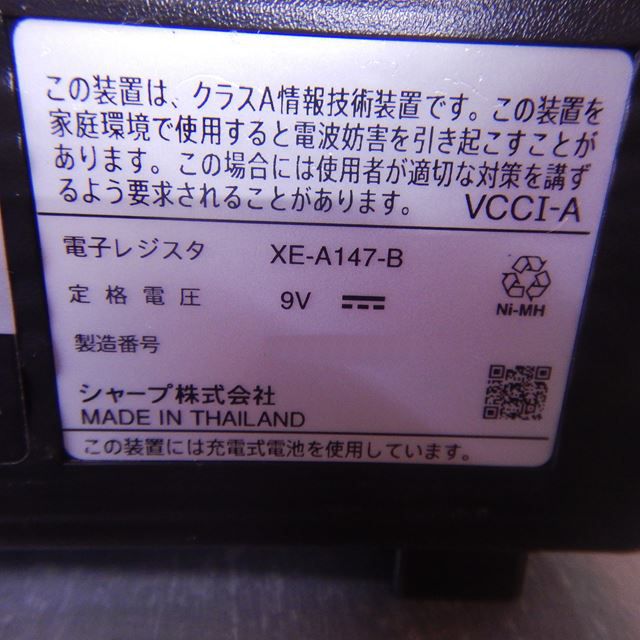 この装置は、クラスA情報技術装置です。この装置を
家庭環境で使用すると電波妨害を引き起こすことが
あります。この場合には使用者が適切な対策を講ず
るよう要求されることがあります。 VCCI-A
電子レジスタ XE-A147-B
定格電圧 9V
Ni-MH
製造番号
シャープ株式会社
MADE IN THAILAND
この装置には充電式電池を使用しています。